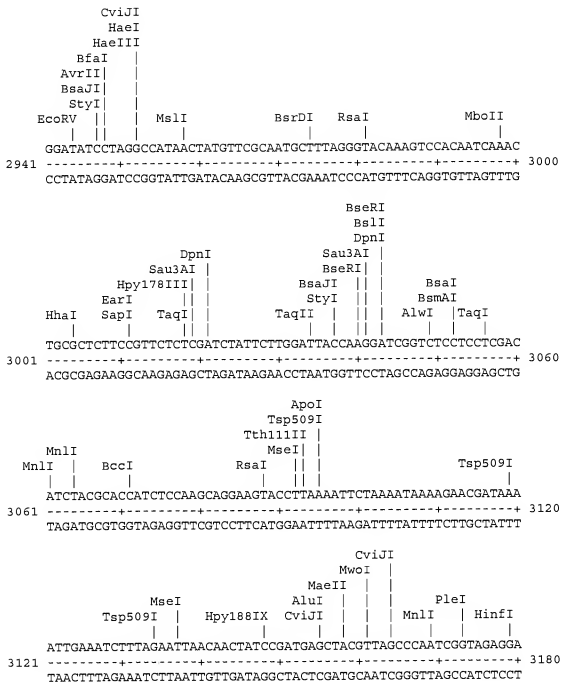 CviJI
HaeI
HaeIII
BfaI
AvrII
BsaJI
StyI
EcoRV MslI BsrDI RsaI MboII
GGATATCCTAGGCCATAACTATGTTCGCAATGCTTTAGGGTACAAAGTCCACAATCAAAC
2941 ---------+---------+---------+---------+---------+---------+ 3000
CCTATAGGATCCGGTATTGATACAAGCGTTACGAAATCCCATGTTTCAGGTGTTAGTTTG
BseRI
BslI
DpnI DpnI
Sau3AI Sau3AI
Hpy178III BseRI
EarI BsaJI BsaI
SapI StyI BsmAI
HhaI TaqI TaqII AlwI TaqI
TGCGCTCTTCCGTTCTCTCGATCTATTCTTGGATTACCAAGGATCGGTCTCCTCCTCGAC
3001 ---------+---------+---------+---------+---------+---------+ 3060
ACGCGAGAAGGCAAGAGAGCTAGATAAGAACCTAATGGTTCCTAGCCAGAGGAGGAGCTG
ApoI
Tsp509I
Tth111II
MnlI MseI
MnlI BccI RsaI Tsp509I
ATCTACGCACCATCTCCAAGCAGGAAGTACCTTAAAATTCTAAAATAAAAGAACGATAAA
3061 ---------+---------+---------+---------+---------+---------+ 3120
TAGATGCGTGGTAGAGGTTCGTCCTTCATGGAATTTTAAGATTTTATTTTCTTGCTATTT
CviJI
MwoI
MaeII
MseI AluI PleI
Tsp509I Hpy188IX CviJI MnlI HinfI
ATTGAAATCTTTAGAATTAACAACTATCCGATGAGCTACGTTAGCCCAATCGGTAGAGGA
3121 ---------+---------+---------+---------+---------+---------+ 3180
TAACTTTAGAAATCTTAATTGTTGATAGGCTACTCGATGCAATCGGGTTAGCCATCTCCT